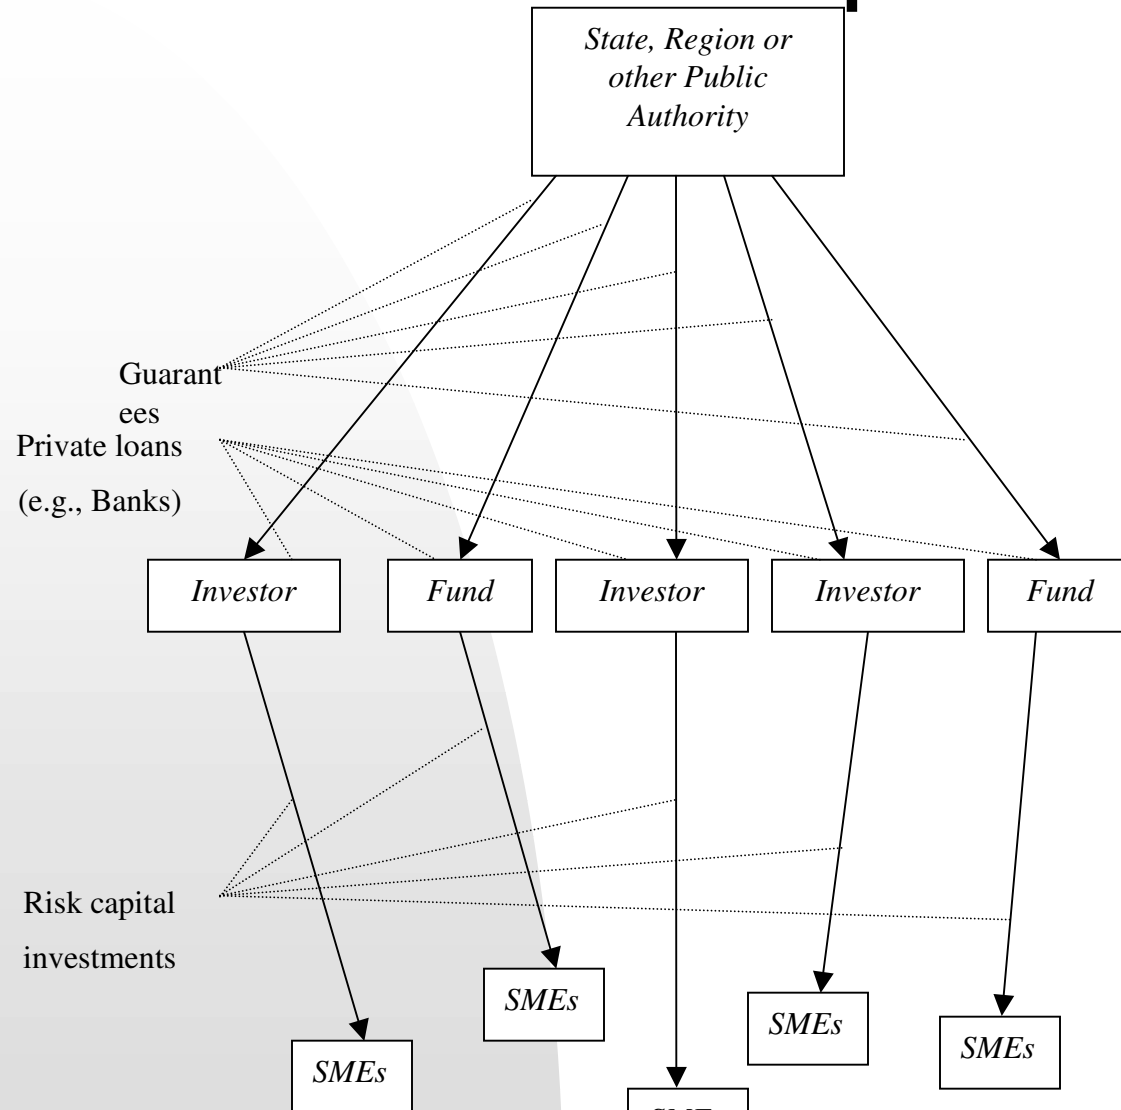 State, Region or
other Public
Authority
Guarant
ees
Private loans
(e.g., Banks)
Investor
Fund
Investor
Investor
Fund
Risk capital
investments
SMEs
SMEs
SMEs
SMEs